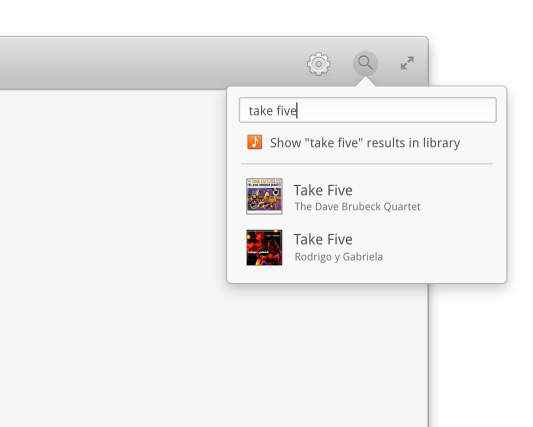 take five
Show "take five" results in library
Take Five
The Dave Brubeck Quartet
Take Five
Rodrigo y Gabriela